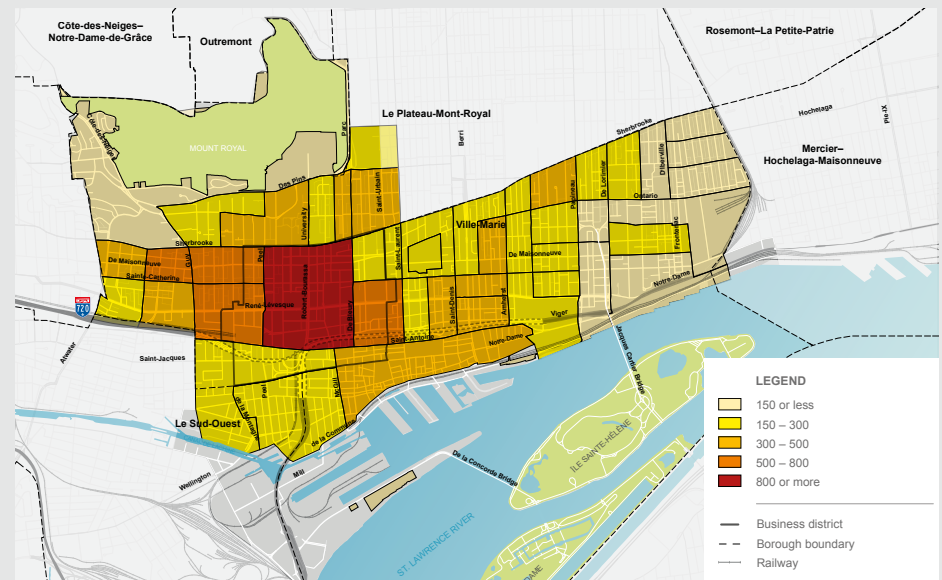 Côte-des-Neiges–
Notre-Dame-de-Grâce
Outremont
Rosemont–La Petite-Patrie
Le Plateau-Mont-Royal
Hochelaga
PIX
Mercier–
Hochelaga-Maisonneuve
Côte-des-Neiges
MOUNT ROYAL
Parc
Berri
Sherbrooke
D'Iberville
De Lorimier
Papineau
Ontario
Des Pins
Saint-Urbain
University
Ville-Marie
Saint-Laurent
Frontenac
Sherbrooke
Peel
Guy
De Maisonneuve
De Maisonneuve
Sainte-Catherine
Notre-Dame
René-Lévesque
Robert-Bourassa
De Bleury
Saint-Denis
Amherst
Viger
720
Saint-Antoine
Notre-Dame
Atwater
Saint-Jacques
Jacques Cartier Bridge
Peel
McGill
de la Montagne
Le Sud-Ouest
de la Commune
ÎLE SAINTE-HÉLÈNE
De la Concorde Bridge
Wellington
Mill
ST. LAWRENCE RIVER
DAME
LEGEND
150 or less
150 – 300
300 – 500
500 – 800
800 or more
Business district
Borough boundary
Railway